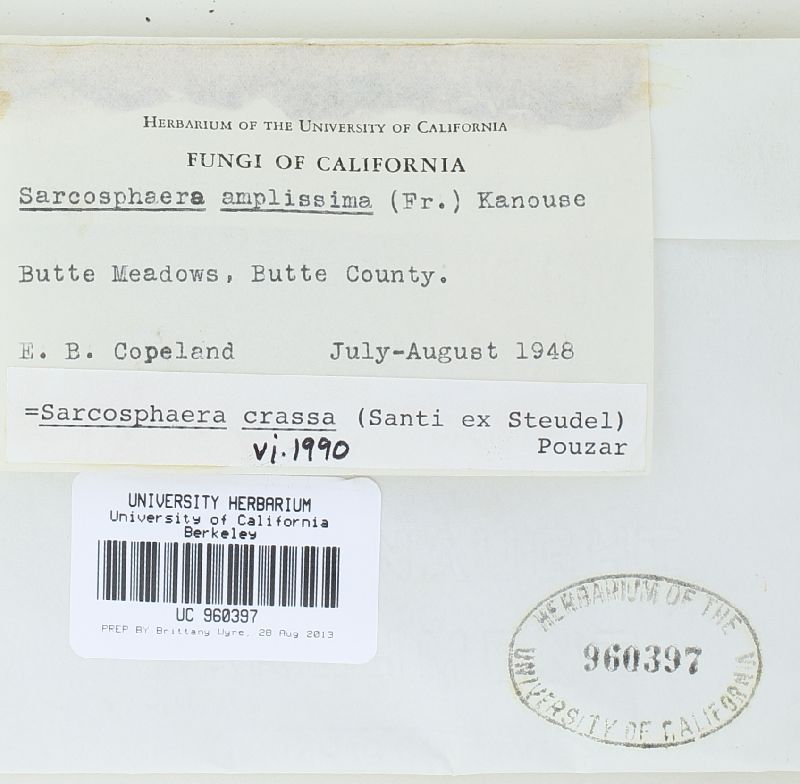 HERBARIUM OF THE UNIVERSITY OF CALIFORNIA
FUNGI OF CALIFORNIA
Sarcosphaera amplissima (Fr.) Kanouse
Butte Meadows, Butte County.
E. B. Copeland July-August 1948
=Sarcosphaera crassa (Santi ex Steudel)
Pouzar
vi.1990
UNIVERSITY HERBARIUM
University of California
Berkeley
UC 960397
PREP BY Brittany Uyre, 28 Aug 2013
HERBARIUM OF THE
960397
UNIVERSITY OF CALIFORNIA